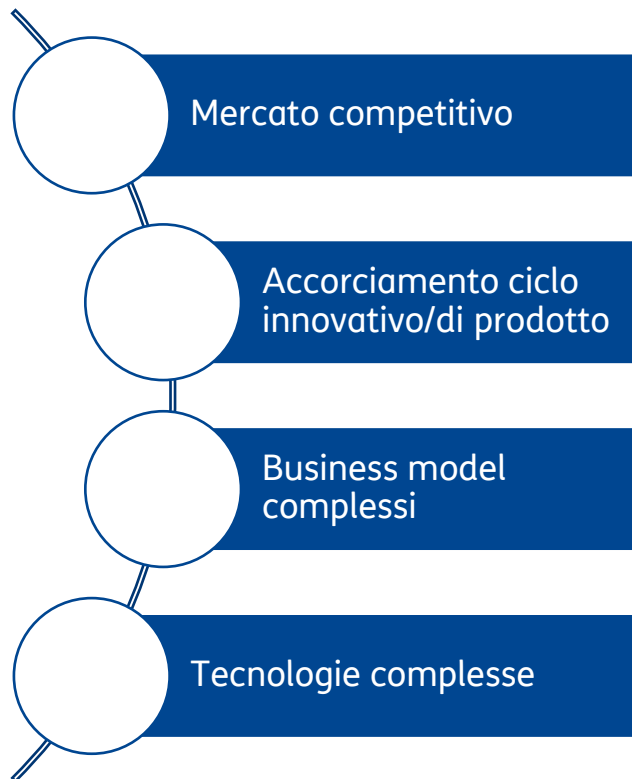 Mercato competitivo
Accorciamento ciclo
innovativo/di prodotto
Business model
complessi
Tecnologie complesse